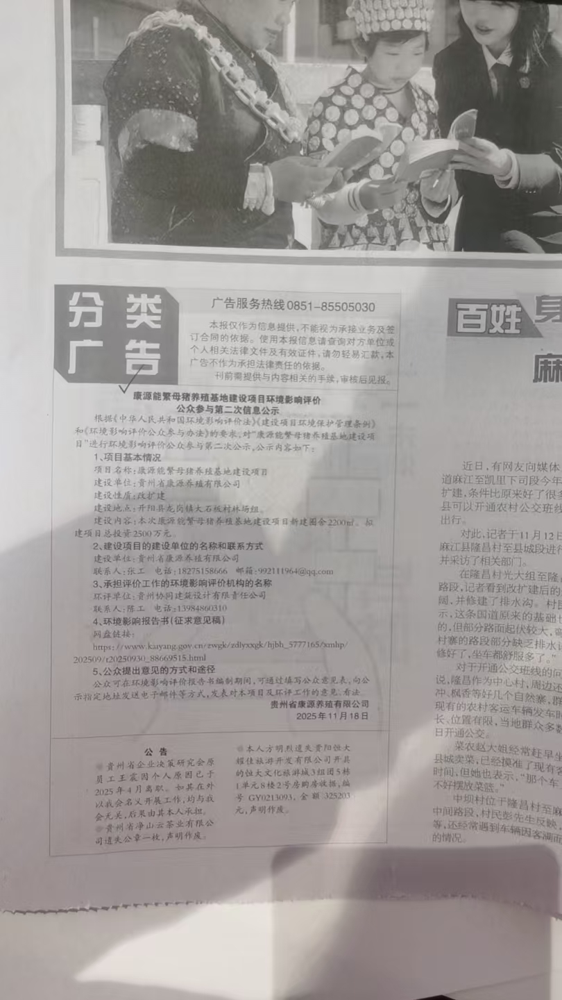 分类
广告
广告服务热线0851-85505030
本报仅作为信息提供,不能视为承接业务及签
订合同的依据。使用本报信息请查询对方单位或
个人相关法律文件及有效证件,请勿轻易汇款,本
广告不作为承担法律责任的依据。
刊前需提供与内容相关的手续,审核后见报。
康源能繁母猪养殖基地建设项目环境影响评价
公众参与第二次信息公示
根据《中华人民共和国环境影响评价法》《建设项目环境保护管理条例》
和《环境影响评价公众参与办法》的要求,对“康源能繁母猪养殖基地建设项
目”进行环境影响评价公众参与第二次公示,公示内容如下:
1、项目基本情况
项目名称:康源能繁母猪养殖基地建设项目
建设单位:贵州省康源养殖有限公司
建设性质:改扩建
建设地点:开阳县龙岗镇大石板村林场组。
建设内容:本次康源能繁母猪养殖基地建设项目新建圈舍2200㎡。拟
建项目总投资2500万元。
2、建设项目的建设单位的名称和联系方式
建设单位:贵州省康源养殖有限公司
联系人:张工 电话:18275158666 邮箱:992111964@qq.com
3、承担评价工作的环境影响评价机构的名称
环评单位:贵州协同建筑设计有限责任公司
联系人:陈工 电话:13984860310
4、环境影响报告书(征求意见稿)
网盘链接:
https://www.kaiyang.gov.cn/zwgk/zdlyxxgk/hjbh_5777165/xmhp/
202509/t20250930_88669515.html
5、公众提出意见的方式和途径
公众可在环境影响评价报告书编制期间,可通过填写公众意见表、向公
示指定地址发送电子邮件等方式,发表对本项目及环评工作的意见、看法。
贵州省康源养殖有限公司
2025年11月18日
公 告
贵州省企业决策研究会原
员工王宸因个人原因已于
2025年4月离职。如其在外
以我会名义开展工作,均与我
会无关,后果由其本人承担。
贵州省净山云茶业有限公
司遗失公章一枚,声明作废。
本人方明烈遗失贵阳恒大
耀佳旅游开发有限公司开具
的恒大文化旅游城3组团5栋
1单元8楼2号房购房收据,编
号 GY0213093,金额 325203
元,声明作废。
百姓
麻
近日,有网友向媒体
道麻江至凯里下司段今年
扩建,条件比原来好了很多
县可以开通农村公交班线
出行。
对此,记者于11月12日
麻江县隆昌村至县城段进行
并采访了相关部门。
在隆昌村光大组至隆昌
路段,记者看到改扩建后的
阔,并修建了排水沟。村民
示,这条国道原来的基础也
的,但部分路面起伏较大,弯
村寨的路段部分缺乏排水设
修好了,坐车都舒服多了。”
对于开通公交班线的问
说,隆昌作为中心村,周边还
冲、枫香等好几个自然寨,群
现有的农村客运车辆发车时
长、位置有限,当地群众多数
日开通公交。
菜农赵大姐经常赶早坐
县城卖菜,已经摸准了现有客
时间,但她也表示,“那个车
不好摆放菜篮。”
中坝村位于隆昌村至麻
中间路段,村民彭先生反映,
等,还经常遇到车辆因客满而
的情况。